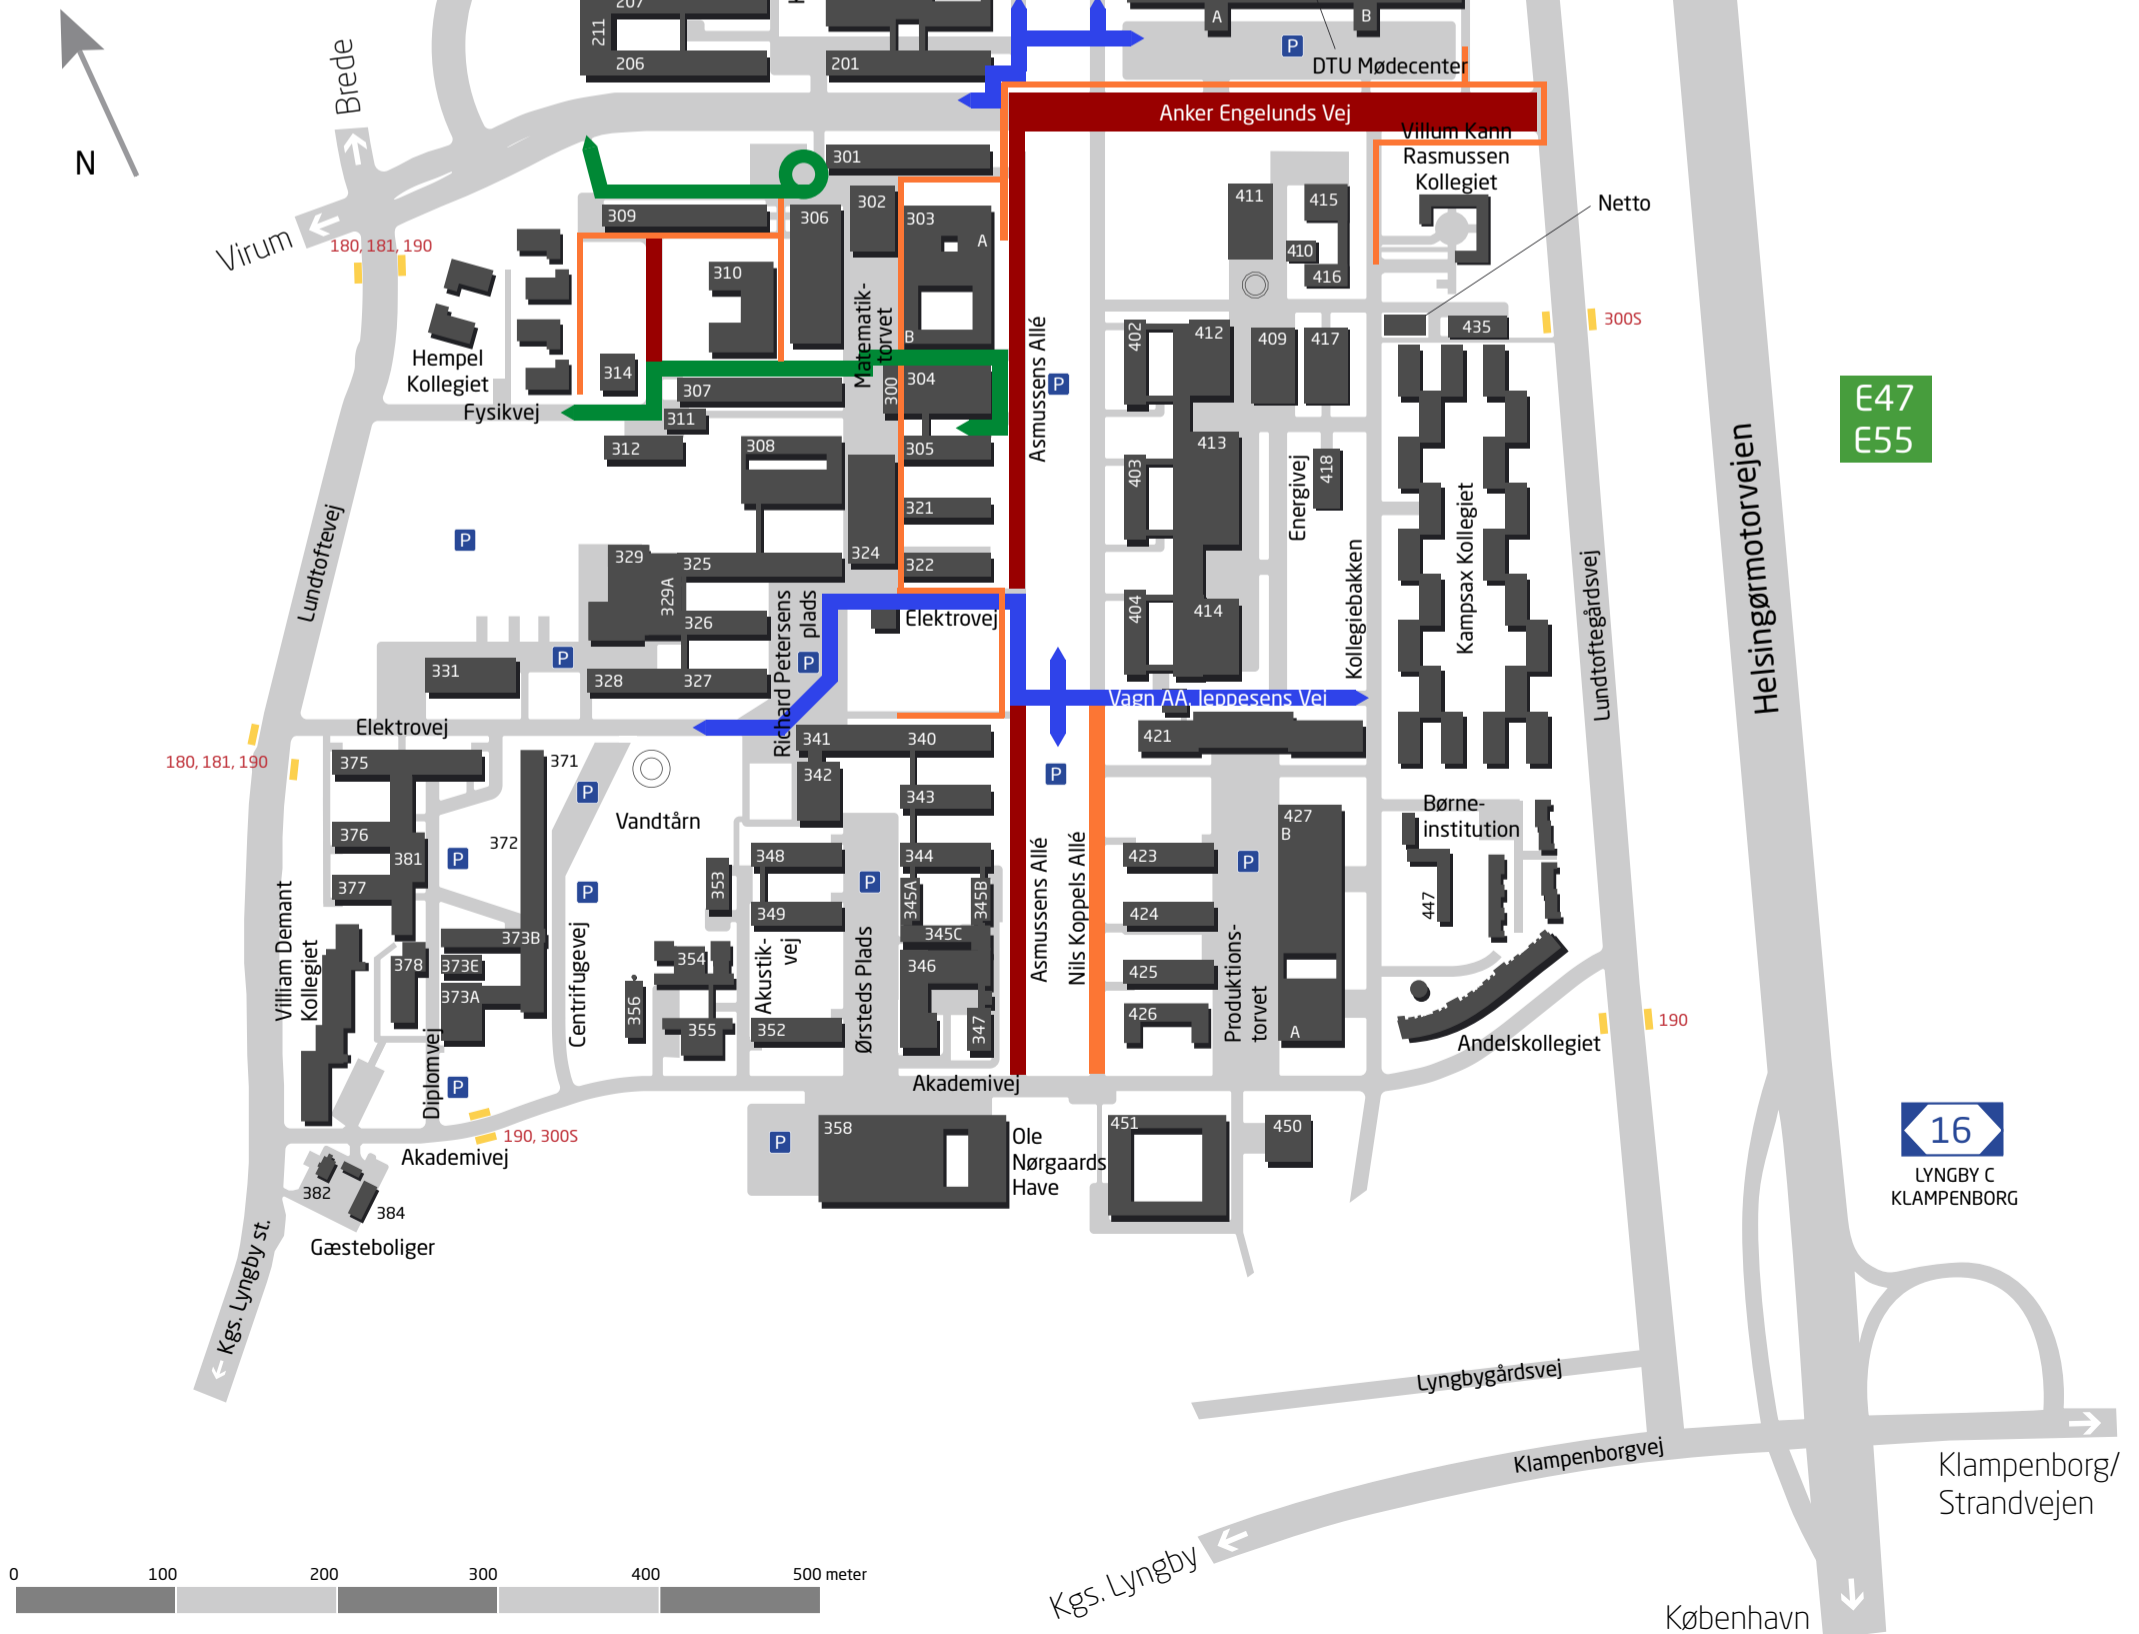 207
211
206
201
A
B
P
DTU Mødecenter
Brede
N
Virum
180, 181, 190
Anker Engelunds Vej
Villum Kann
Rasmussen
Kollegiet
Netto
301
302
303
A
B
306
309
310
314
307
311
312
308
300
304
305
321
322
324
Matematik-
torvet
Asmussens Allé
P
Hempel
Kollegiet
Fysikvej
411
415
410
416
402
412
409
417
435
300S
403
413
418
Energivej
404
414
Kollegiebakken
Kampsax Kollegiet
Lundtoftegårdsvej
Helsingørmotorvejen
E47
E55
Lundtoftevej
P
329
329A
325
326
328
327
331
P
Richard Petersens
plads
P
Elektrovej
Vagn AA. Jeppesens Vej
421
Elektrovej
180, 181, 190
341
340
342
343
P
375
371
P
Vandtårn
376
381
372
P
377
P
348
344
353
349
345A
345B
345C
P
346
347
354
356
355
352
Akustik-
vej
Ørsteds Plads
Asmussens Allé
Nils Koppels Allé
423
424
425
426
P
Produktions-
torvet
427
B
A
Børne-
institution
447
Andelskollegiet
190
Villiam Demant
Kollegiet
378
373B
373E
373A
Centrifugevej
Diplomvej
P
190, 300S
Akademivej
Akademivej
P
358
Ole
Nørgaards
Have
451
450
382
384
Gæsteboliger
Kgs. Lyngby st.
16
LYNGBY C
KLAMPENBORG
Lyngbygårdsvej
Klampenborgvej
Klampenborg/
Strandvejen
Kgs. Lyngby
København
0 100 200 300 400 500 meter